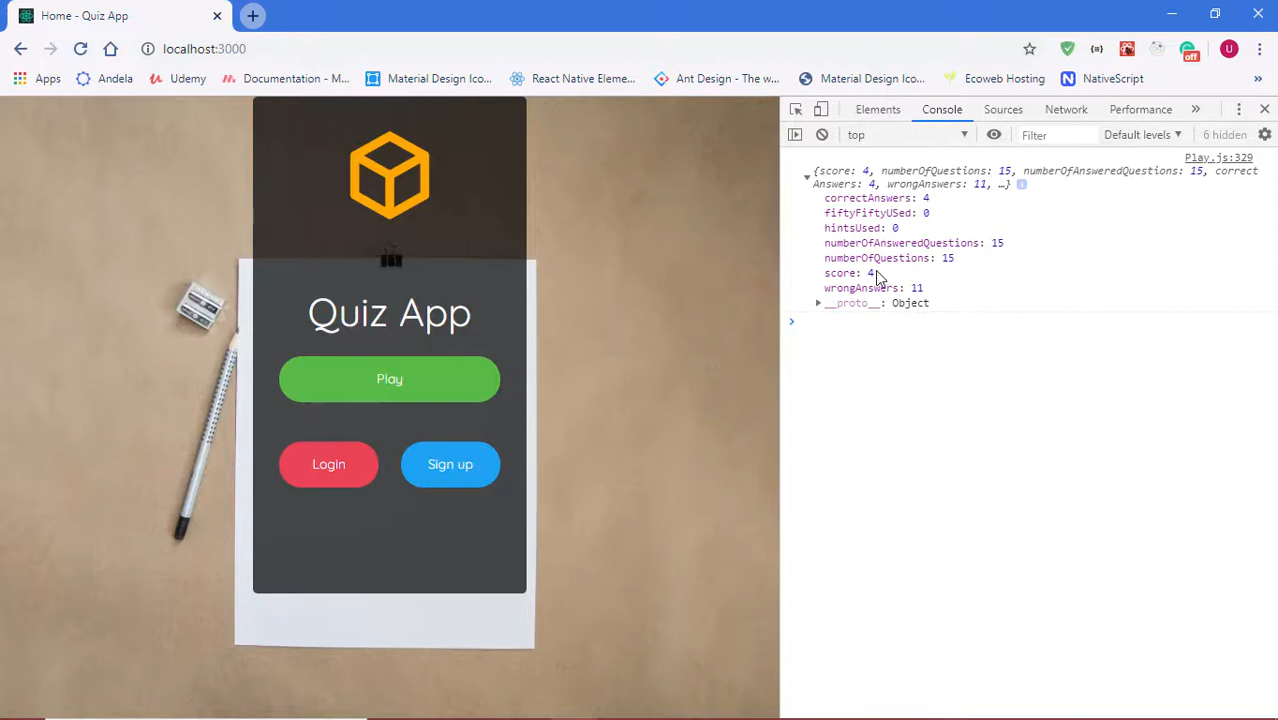 Home - Quiz App
localhost:3000
off
U
Apps
Andela
Udemy
Documentation - M...
Material Design Ico...
React Native Eleme...
Ant Design - The w...
Material Design Ico...
Ecoweb Hosting
NativeScript
»
Quiz App
Play
Login
Sign up
Elements
Console
Sources
Network
Performance
»
top
Filter
Default levels
6 hidden
Play.js:329
{score: 4, numberOfQuestions: 15, numberOfAnsweredQuestions: 15, correct
Answers: 4, wrongAnswers: 11, …}
correctAnswers: 4
fiftyFiftyUSed: 0
hintsUsed: 0
numberOfAnsweredQuestions: 15
numberOfQuestions: 15
score: 4
wrongAnswers: 11
__proto__: Object